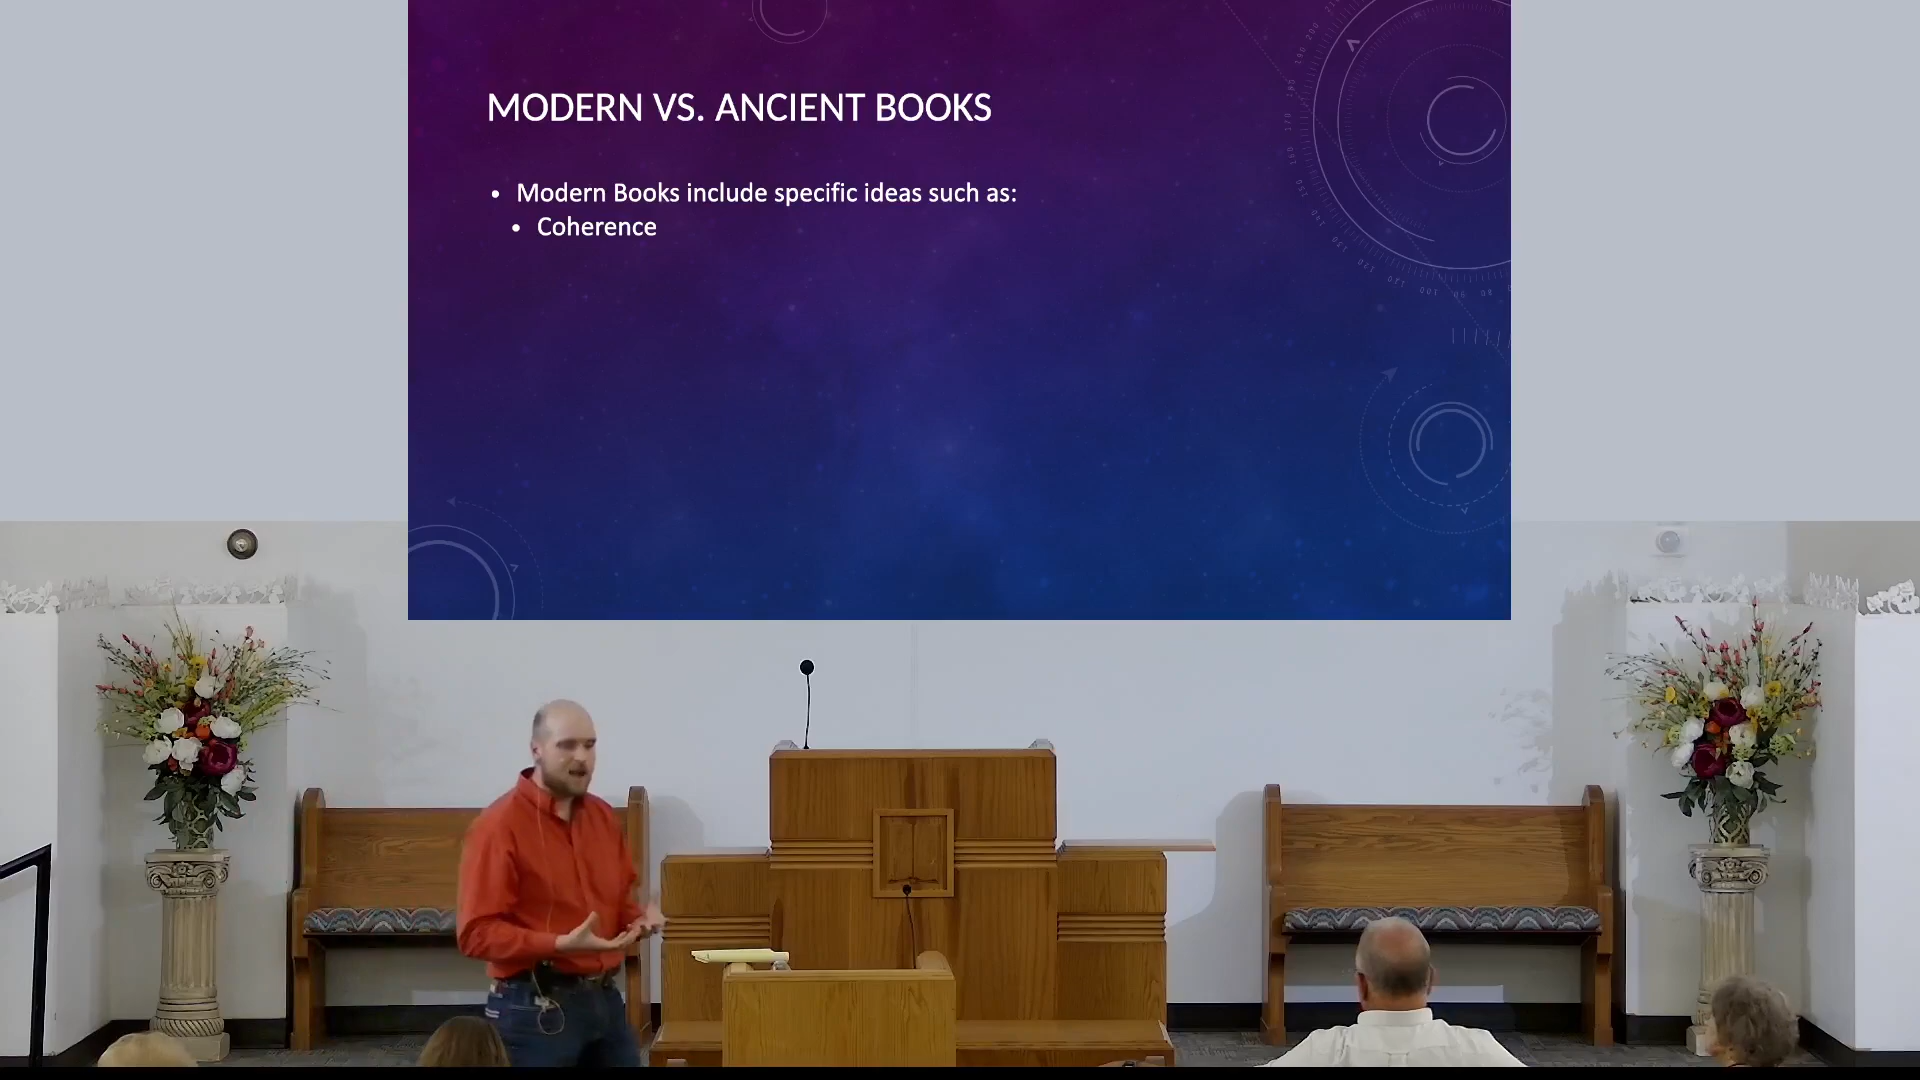 MODERN VS. ANCIENT BOOKS
• Modern Books include specific ideas such as:
• Coherence